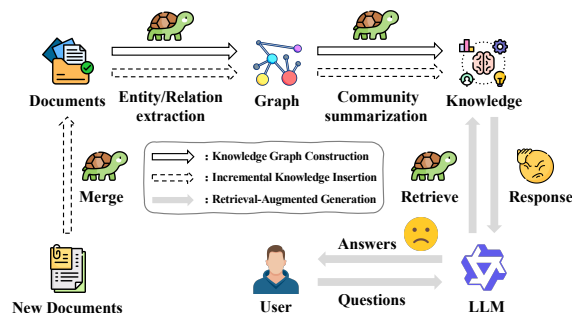 Documents
Entity/Relation
extraction
Graph
Community
summarization
Knowledge
: Knowledge Graph Construction
: Incremental Knowledge Insertion
: Retrieval-Augmented Generation
Merge
Retrieve
Response
Answers
New Documents
User
Questions
LLM